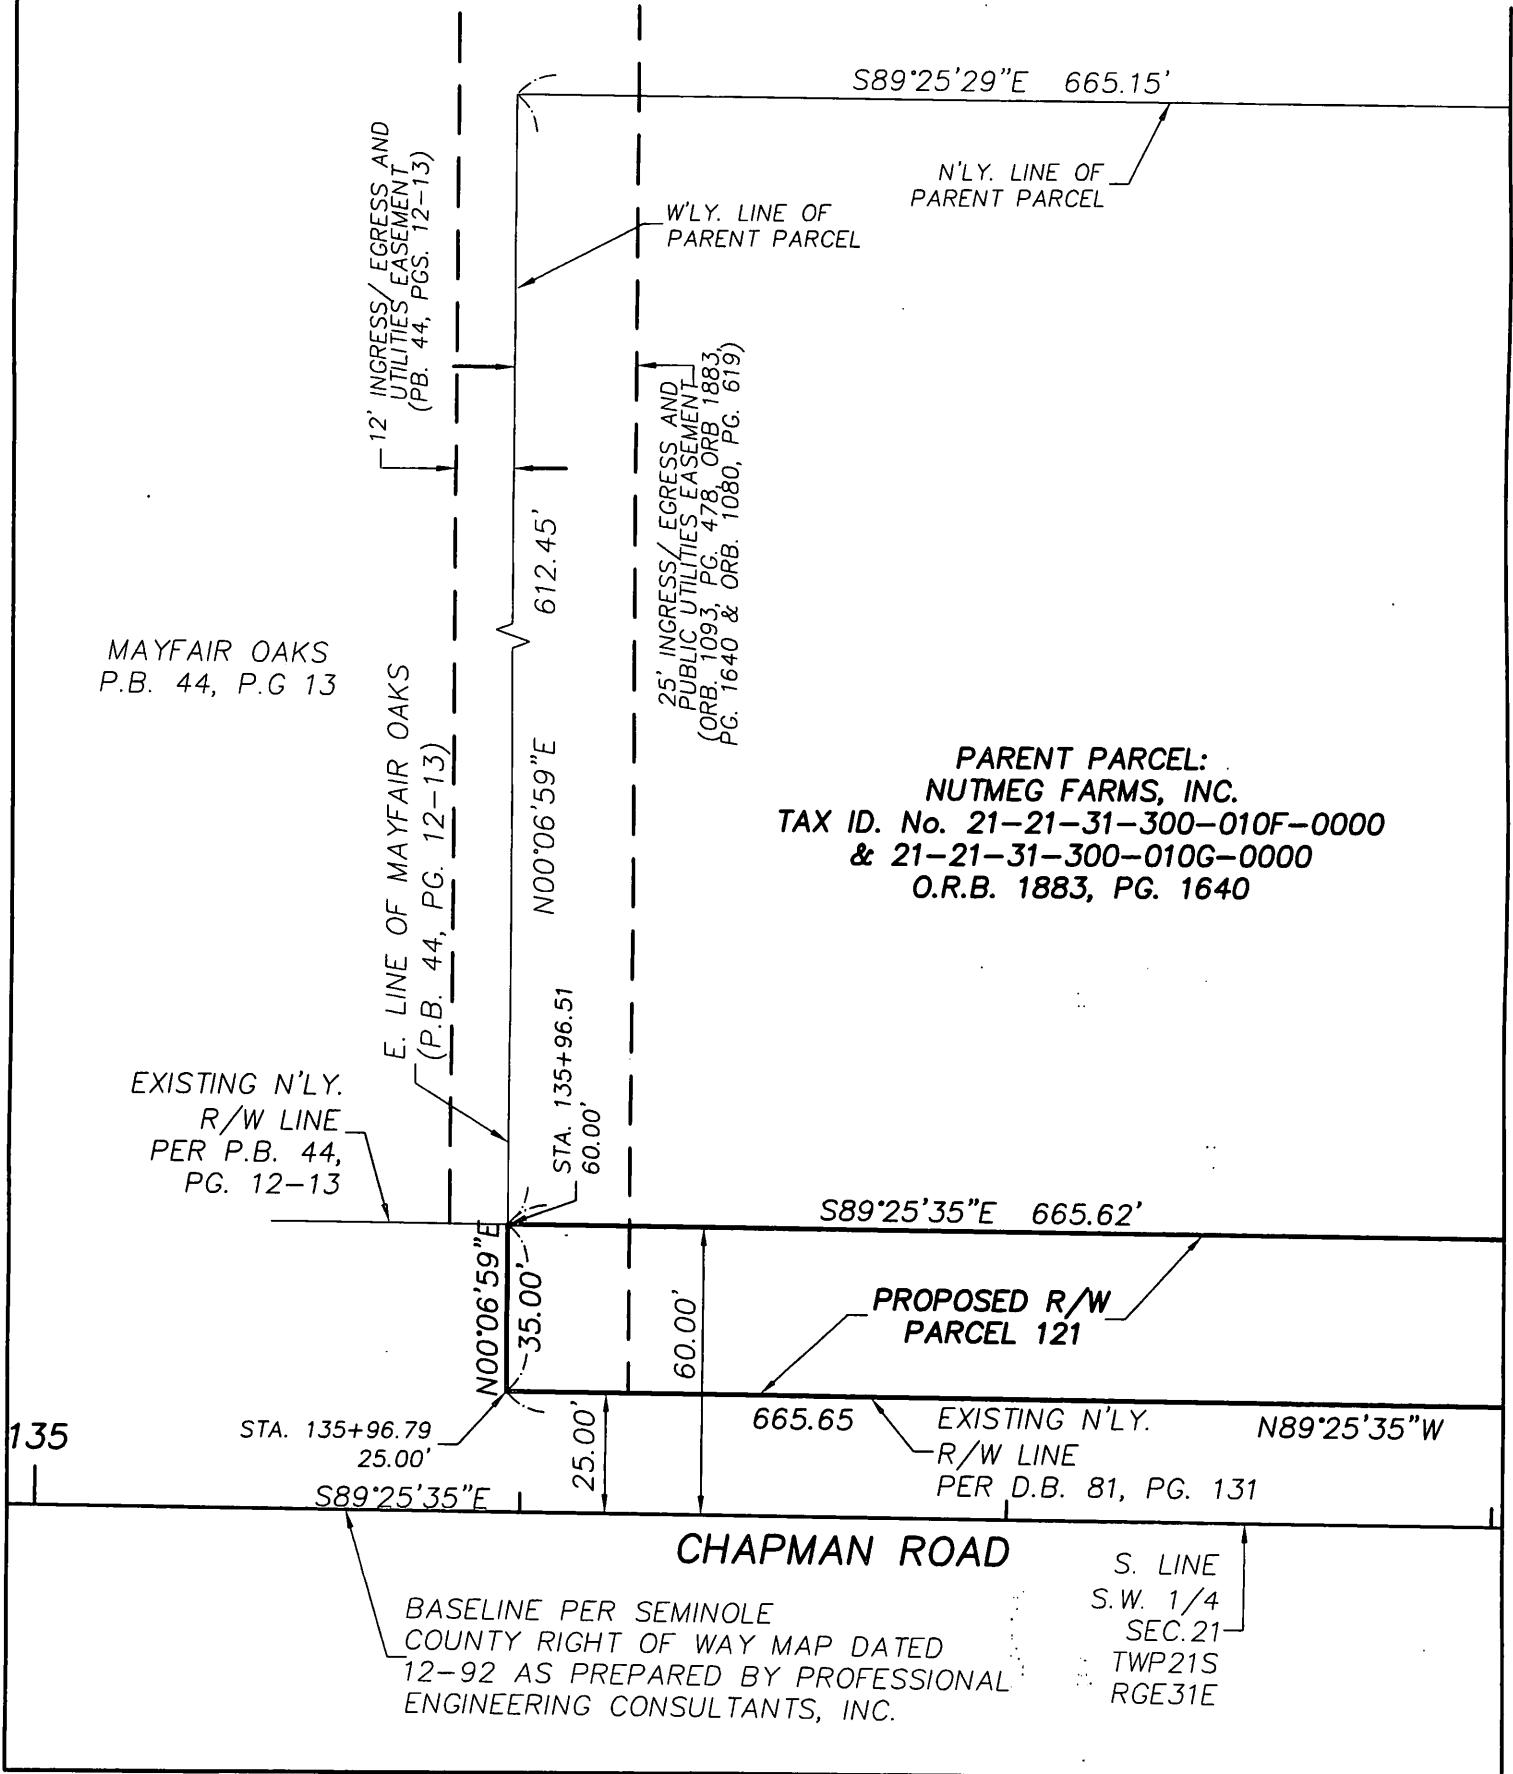 S89°25'29"E 665.15'
N'LY. LINE OF
PARENT PARCEL
W'LY. LINE OF
PARENT PARCEL
12' INGRESS/ EGRESS AND
UTILITIES EASEMENT
(PB. 44, PGS. 12-13)
25' INGRESS/ EGRESS AND
PUBLIC UTILITIES EASEMENT
(ORB. 1093, PG. 478, ORB 1883,
PG. 1640 & ORB. 1080, PG. 619)
612.45'
N00°06'59"E
MAYFAIR OAKS
P.B. 44, P.G 13
E. LINE OF MAYFAIR OAKS
(P.B. 44, PG. 12-13)
PARENT PARCEL:
NUTMEG FARMS, INC.
TAX ID. No. 21-21-31-300-010F-0000
& 21-21-31-300-010G-0000
O.R.B. 1883, PG. 1640
STA. 135+96.51
60.00'
EXISTING N'LY.
R/W LINE
PER P.B. 44,
PG. 12-13
S89°25'35"E 665.62'
N00°06'59"E
35.00'
60.00'
PROPOSED R/W
PARCEL 121
135
STA. 135+96.79
25.00'
25.00'
665.65
EXISTING N'LY.
R/W LINE
PER D.B. 81, PG. 131
N89°25'35"W
S89°25'35"E
CHAPMAN ROAD
BASELINE PER SEMINOLE
COUNTY RIGHT OF WAY MAP DATED
12-92 AS PREPARED BY PROFESSIONAL
ENGINEERING CONSULTANTS, INC.
S. LINE
S.W. 1/4
SEC.21
TWP21S
RGE31E